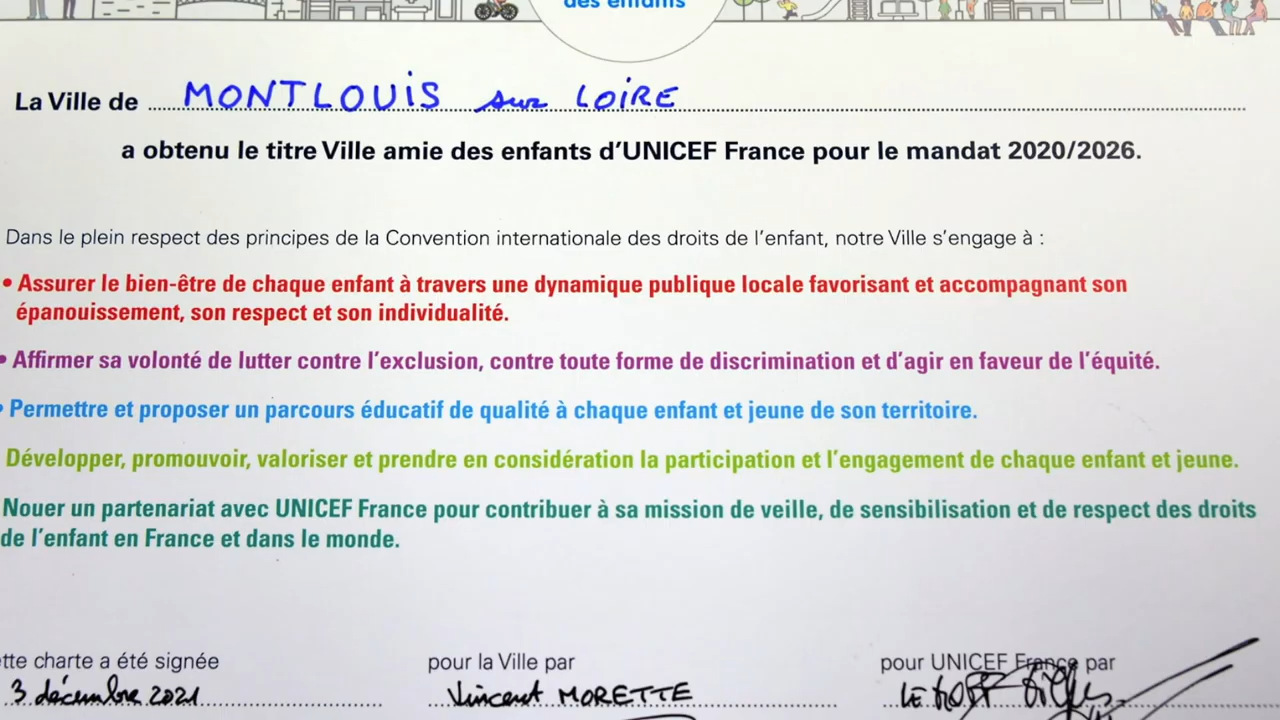 des enfants
La Ville de MONTLOUIS sur LOIRE
a obtenu le titre Ville amie des enfants d’UNICEF France pour le mandat 2020/2026.
Dans le plein respect des principes de la Convention internationale des droits de l’enfant, notre Ville s’engage à :
• Assurer le bien-être de chaque enfant à travers une dynamique publique locale favorisant et accompagnant son
épanouissement, son respect et son individualité.
• Affirmer sa volonté de lutter contre l’exclusion, contre toute forme de discrimination et d’agir en faveur de l’équité.
• Permettre et proposer un parcours éducatif de qualité à chaque enfant et jeune de son territoire.
Développer, promouvoir, valoriser et prendre en considération la participation et l’engagement de chaque enfant et jeune.
Nouer un partenariat avec UNICEF France pour contribuer à sa mission de veille, de sensibilisation et de respect des droits
de l’enfant en France et dans le monde.
tte charte a été signée pour la Ville par pour UNICEF France par
3 décembre 2021 Vincent MORETTE LE